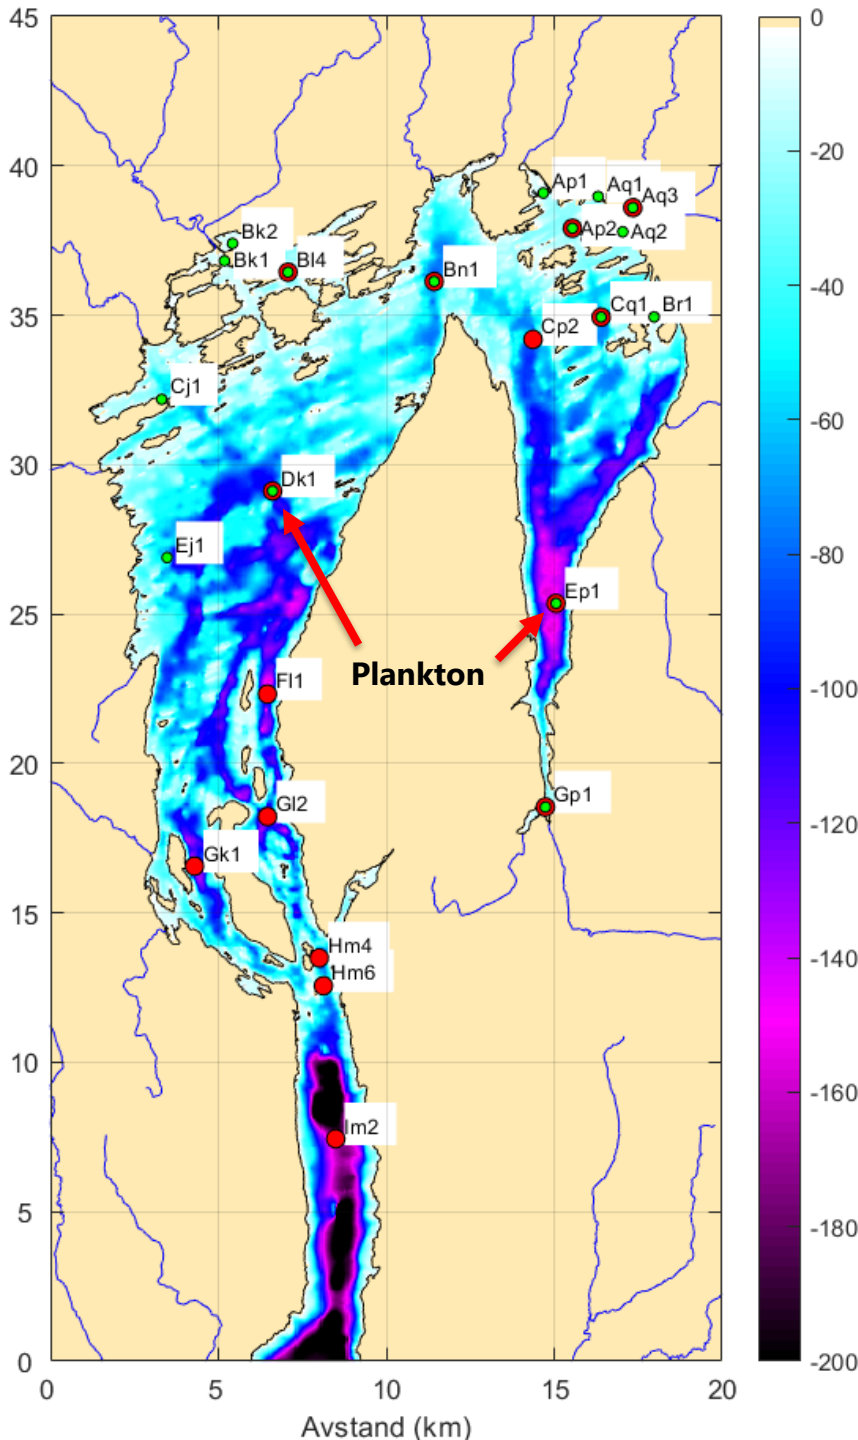 45
0
40
Ap1
Aq1
Aq3
-20
Bk2
Ap2
Aq2
Bk1
Bl4
Bn1
-40
35
Cq1
Br1
Cp2
Cj1
-60
30
Dk1
Ej1
-80
25
Ep1
Plankton
Fl1
-100
20
Gp1
Gl2
-120
Gk1
15
Hm4
-140
Hm6
10
-160
Im2
5
-180
0
-200
0 5 10 15 20
Avstand (km)